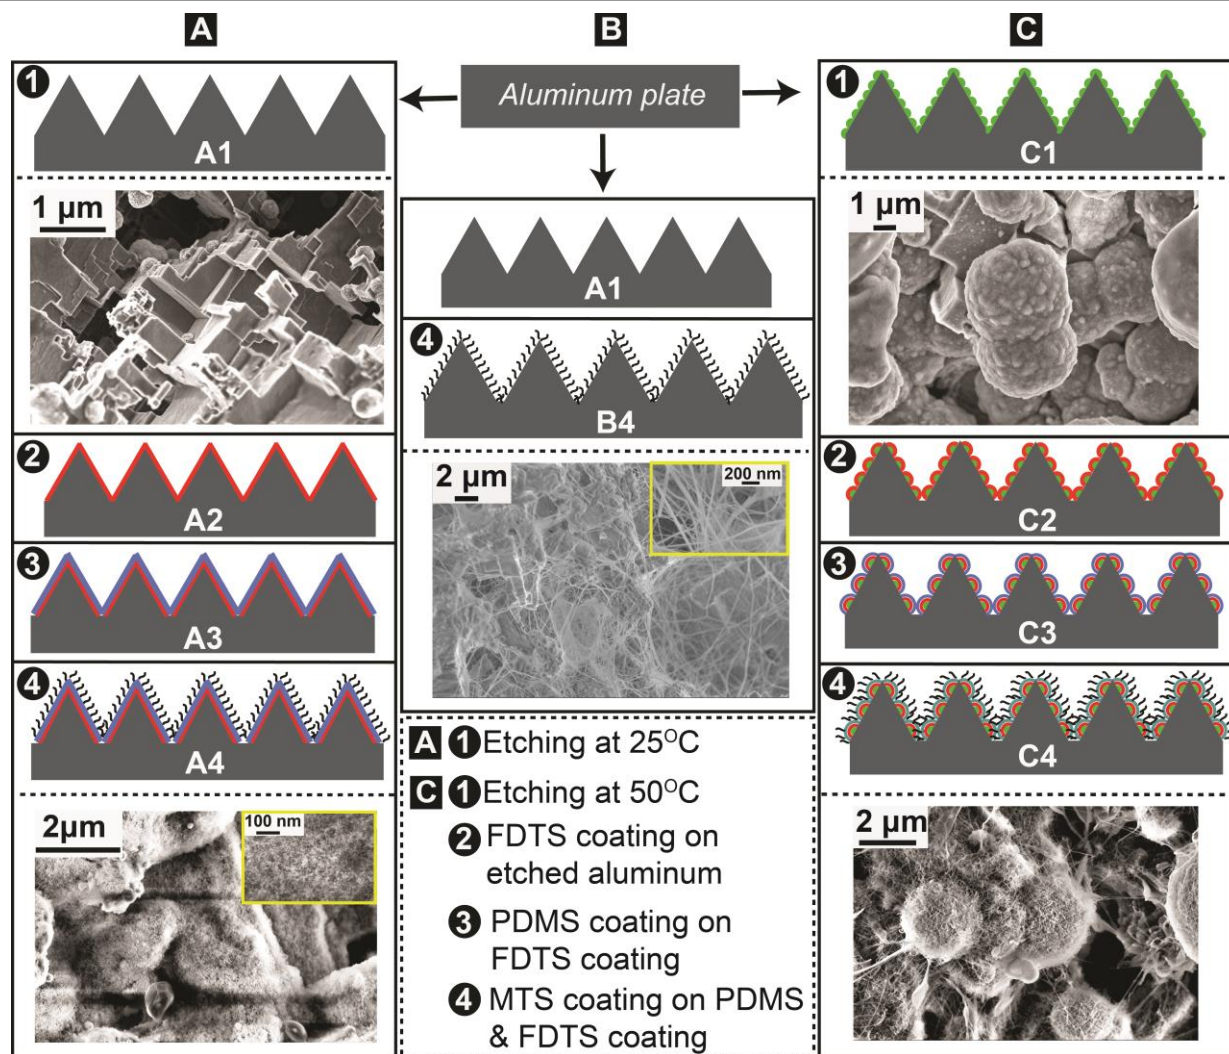 A
B
C
1
A1
1 μm
2
A2
3
A3
4
A4
2μm
100 nm
Aluminum plate
A1
4
B4
2 μm
200 nm
A 1 Etching at 25°C
C 1 Etching at 50°C
2 FDTS coating on
etched aluminum
3 PDMS coating on
FDTS coating
4 MTS coating on PDMS
& FDTS coating
1
C1
1 μm
2
C2
3
C3
4
C4
2 μm